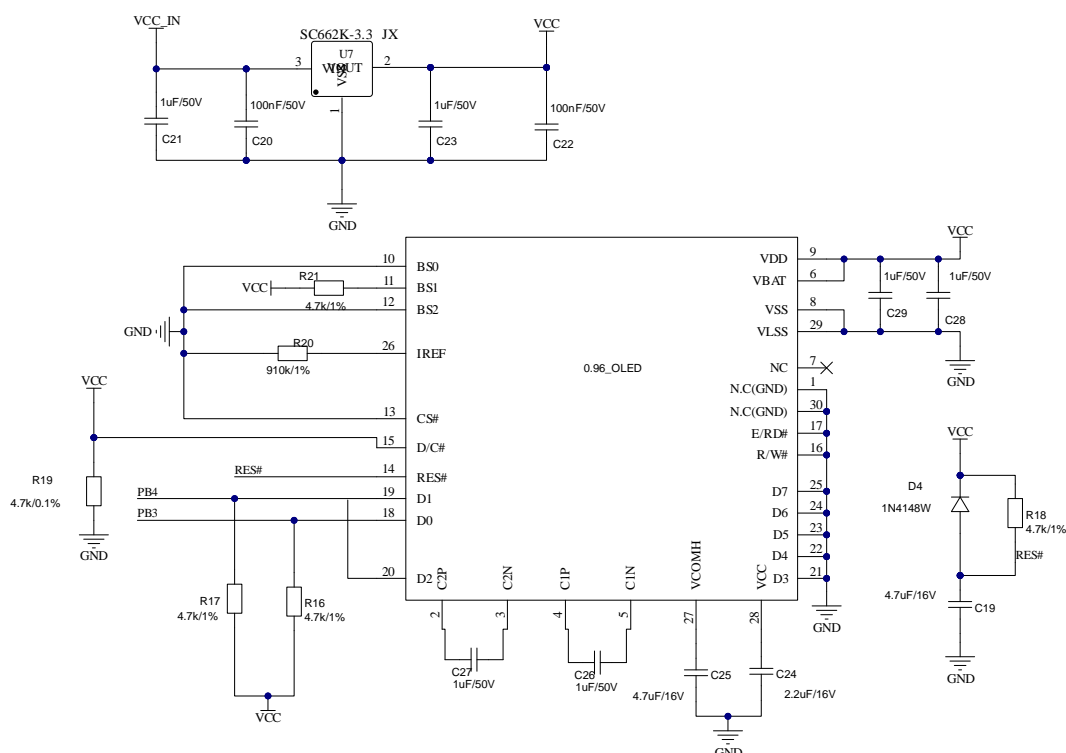 VCC_IN
VCC
SC662K-3.3 JX
U7
3
VIN
VOUT
2
VSS
1
1uF/50V
100nF/50V
1uF/50V
100nF/50V
C21
C20
C23
C22
GND
10
BS0
R21
VCC
11
BS1
4.7k/1%
12
BS2
GND
R20
26
IREF
910k/1%
VCC
13
CS#
15
D/C#
RES#
14
RES#
R19
4.7k/0.1%
GND
PB4
19
D1
PB3
18
D0
20
D2
R17
4.7k/1%
R16
4.7k/1%
VCC
0.96_OLED
C2P
C2N
C1P
C1N
VCOMH
VCC
2
3
4
5
27
28
C27
1uF/50V
C26
1uF/50V
C25
4.7uF/16V
C24
2.2uF/16V
GND
VCC
VDD
9
VBAT
6
1uF/50V
1uF/50V
VSS
8
C29
C28
VLSS
29
GND
NC
7
N.C(GND)
1
N.C(GND)
30
E/RD#
17
R/W#
16
D7
25
D6
24
D5
23
D4
22
D3
21
GND
VCC
D4
1N4148W
R18
4.7k/1%
RES#
4.7uF/16V
C19
GND